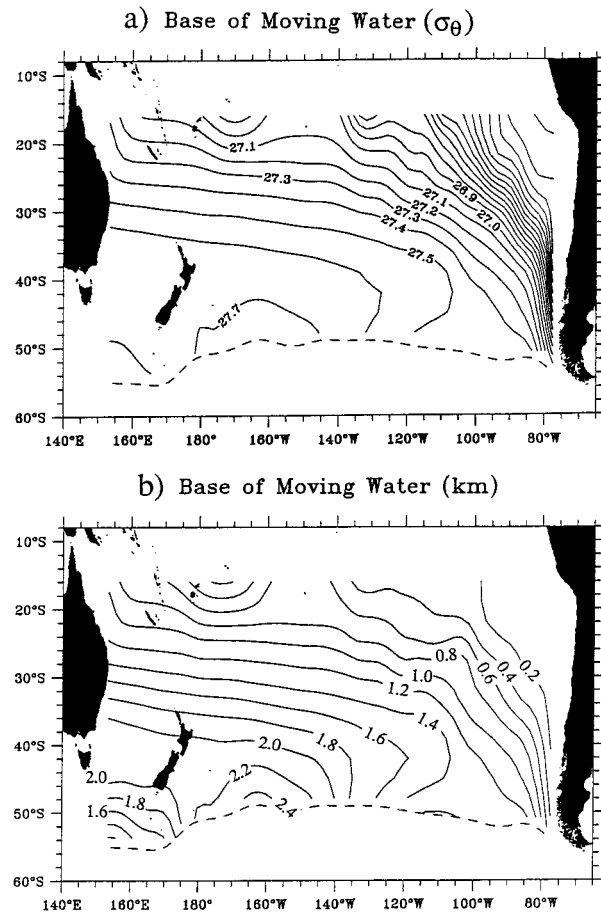 a) Base of Moving Water (σθ)
10°S
20°S
30°S
40°S
50°S
60°S
27.1
27.3
26.9
27.1
27.0
27.2
27.3
27.4
27.5
27.7
140°E 160°E 180° 160°W 140°W 120°W 100°W 80°W
b) Base of Moving Water (km)
10°S
20°S
30°S
40°S
50°S
60°S
0.8
0.2
0.4
0.6
1.0
1.2
1.4
1.6
1.8
2.0
2.2
2.4
2.0
1.8
1.6
140°E 160°E 180° 160°W 140°W 120°W 100°W 80°W